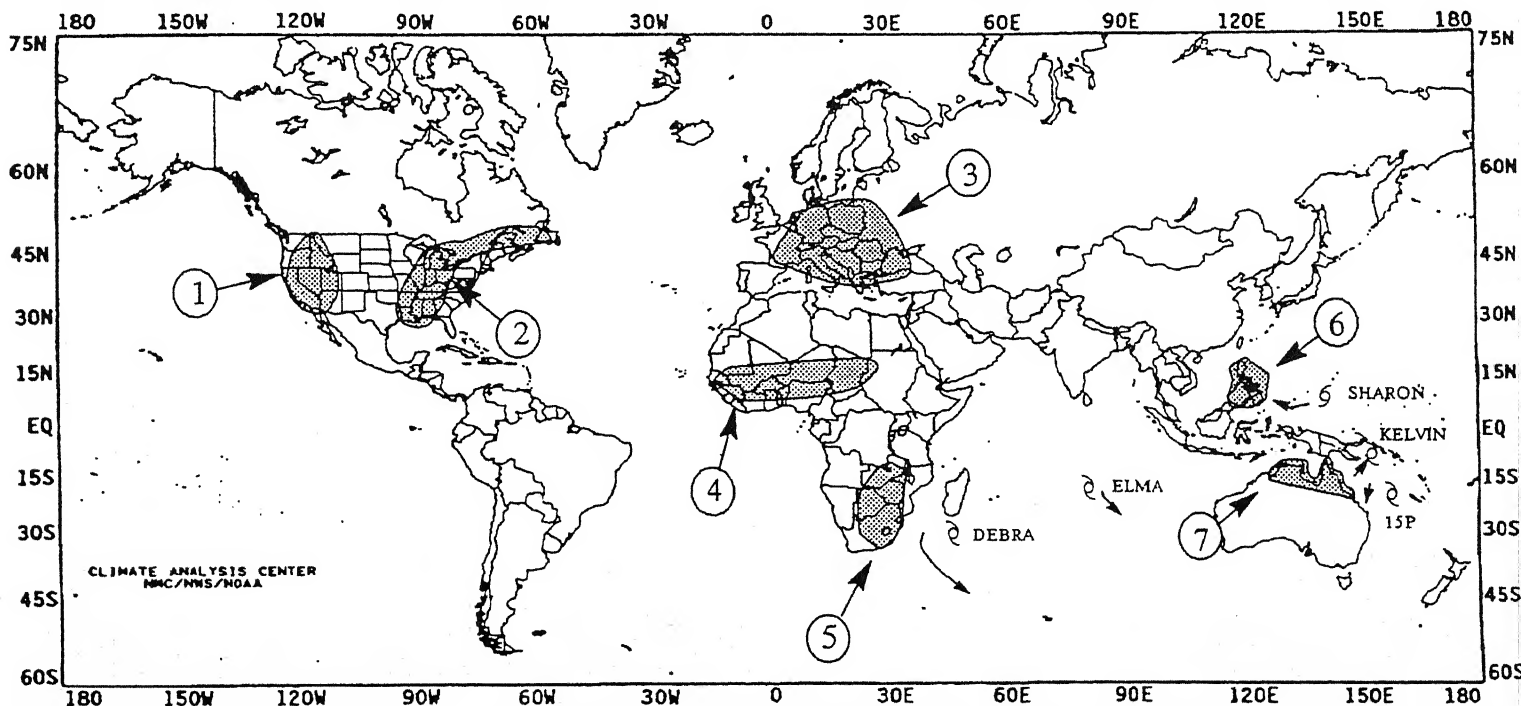 180 150W 120W 90W 60W 30W 0 30E 60E 90E 120E 150E 180
75N 75N
60N 60N
3
45N 45N
1
30N 30N
2
6
15N 15N
SHARON
EQ EQ
KELVIN
4
15S 15S
ELMA
7
15P
30S 30S
DEBRA
CLIMATE ANALYSIS CENTER
NMC/NWS/NOAA
45S 45S
5
60S 60S
180 150W 120W 90W 60W 30W 0 30E 60E 90E 120E 150E 180